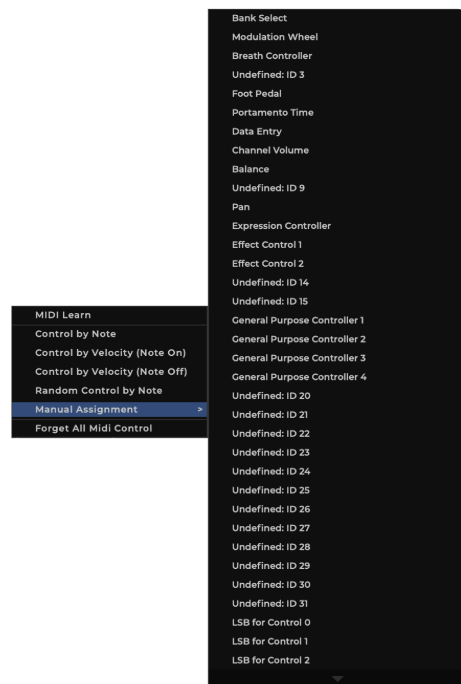 MIDI Learn
Control by Note
Control by Velocity (Note On)
Control by Velocity (Note Off)
Random Control by Note
Manual Assignment >
Forget All Midi Control
Bank Select
Modulation Wheel
Breath Controller
Undefined: ID 3
Foot Pedal
Portamento Time
Data Entry
Channel Volume
Balance
Undefined: ID 9
Pan
Expression Controller
Effect Control 1
Effect Control 2
Undefined: ID 14
Undefined: ID 15
General Purpose Controller 1
General Purpose Controller 2
General Purpose Controller 3
General Purpose Controller 4
Undefined: ID 20
Undefined: ID 21
Undefined: ID 22
Undefined: ID 23
Undefined: ID 24
Undefined: ID 25
Undefined: ID 26
Undefined: ID 27
Undefined: ID 28
Undefined: ID 29
Undefined: ID 30
Undefined: ID 31
LSB for Control 0
LSB for Control 1
LSB for Control 2